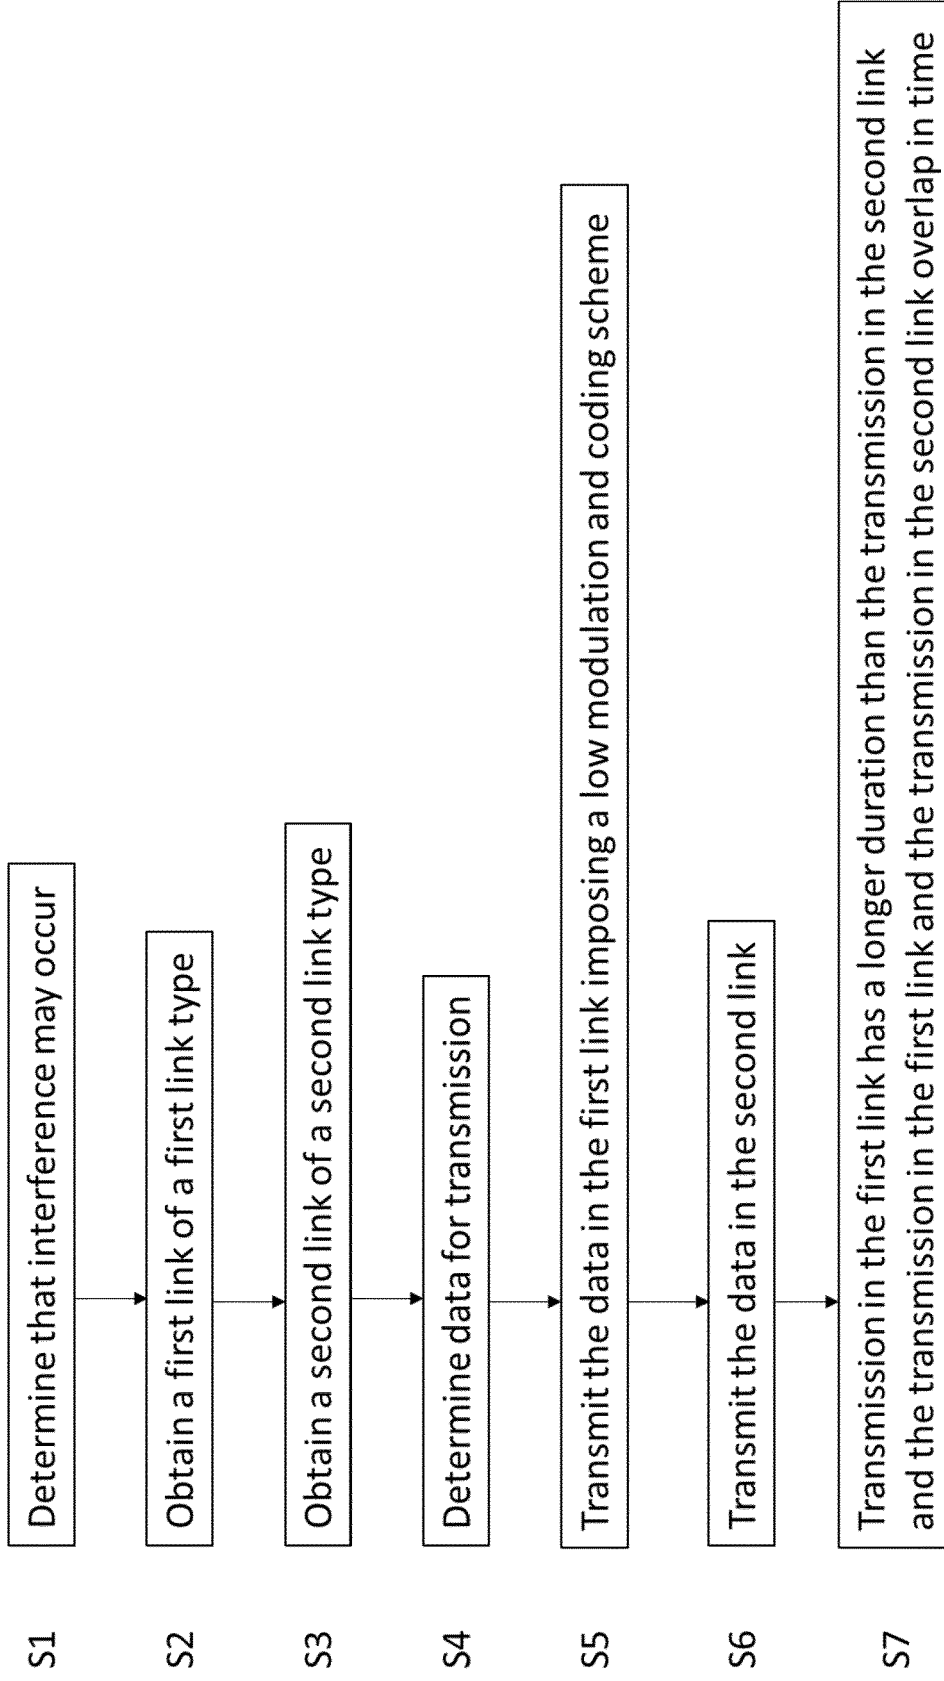 S1 Determine that interference may occur
S2 Obtain a first link of a first link type
S3 Obtain a second link of a second link type
S4 Determine data for transmission
S5 Transmit the data in the first link imposing a low modulation and coding scheme
S6 Transmit the data in the second link
S7 Transmission in the first link has a longer duration than the transmission in the second link
and the transmission in the first link and the transmission in the second link overlap in time